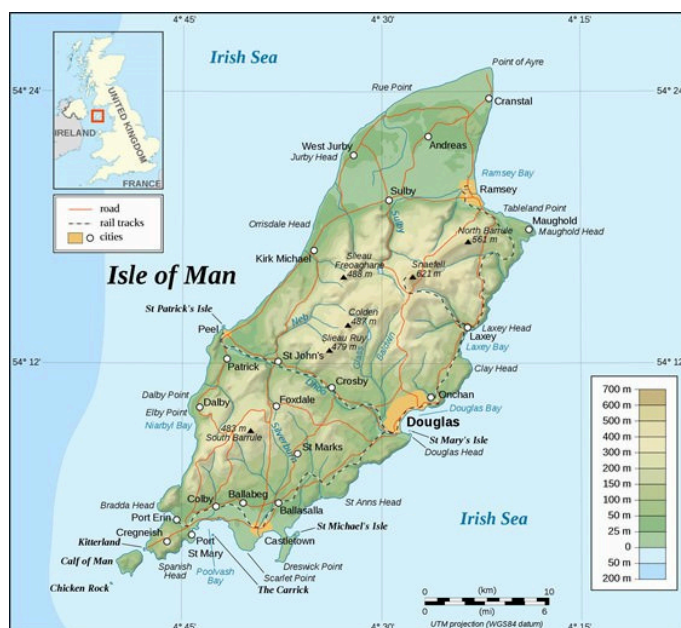 4° 45'
4° 30'
4° 15'
54° 24'
54° 24'
Irish Sea
Point of Ayre
Rue Point
Cranstal
UNITED KINGDOM
IRELAND
FRANCE
road
rail tracks
cities
Andreas
West Jurby
Jurby Head
Ramsey Bay
Ramsey
Sulby
Sulby
Tableland Point
Maughold
Maughold Head
Orrisdale Head
North Barrule
561 m
Kirk Michael
Slieau
Freoaghane
488 m
Snaefell
621 m
Isle of Man
St Patrick's Isle
Colden
487 m
Neb
Peel
Slieau Ruy
479 m
Glass
Baldwin
Laxey Head
Laxey
Laxey Bay
54° 12'
54° 12'
Patrick
St John's
Clay Head
Dhoo
Crosby
Dalby Point
Dalby
Foxdale
Onchan
Elby Point
Niarbyl Bay
Douglas Bay
Douglas
483 m
South Barrule
Silverburn
St Mary's Isle
Douglas Head
St Marks
700 m
600 m
500 m
400 m
300 m
200 m
100 m
50 m
25 m
0
50 m
200 m
Bradda Head
Colby
Ballabeg
Ballasalla
St Anns Head
Port Erin
Cregneish
Kitterland
Port
St Mary
Castletown
St Michael's Isle
Irish Sea
Calf of Man
Spanish
Head
Poolvash
Bay
Dreswick Point
Scarlet Point
The Carrick
Chicken Rock
0
(km)
10
0
(mi)
6
UTM projection (WGS84 datum)
4° 45'
4° 30'
4° 15'